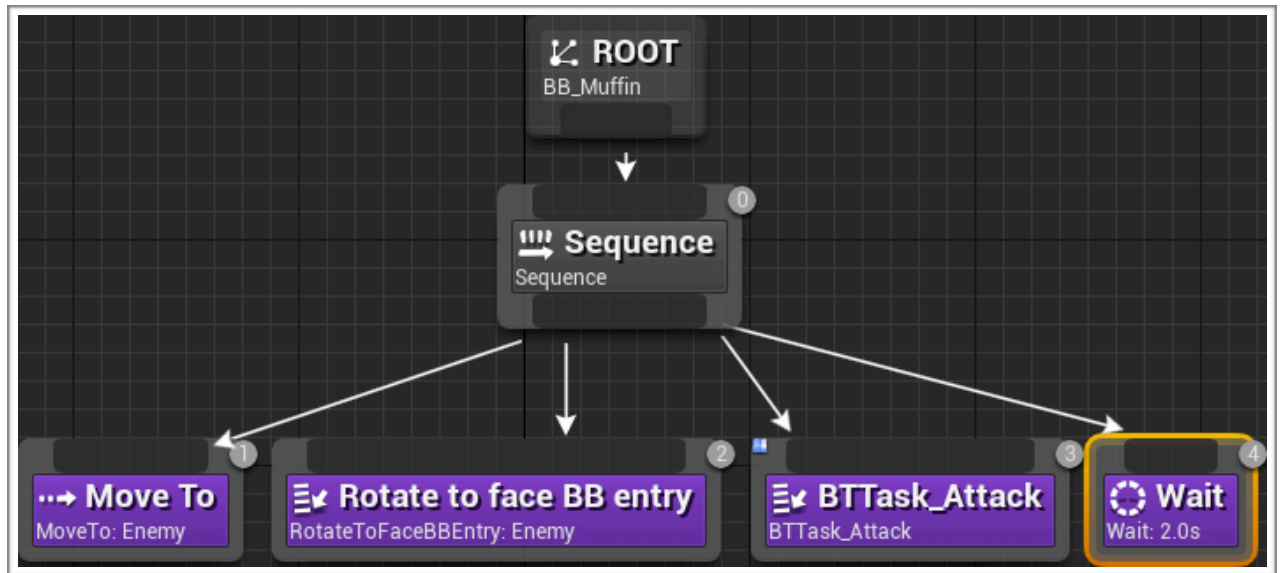 ROOT
BB_Muffin
0
Sequence
Sequence
1
2
3
4
Move To
MoveTo: Enemy
Rotate to face BB entry
RotateToFaceBBEntry: Enemy
BTTask_Attack
BTTask_Attack
Wait
Wait: 2.0s